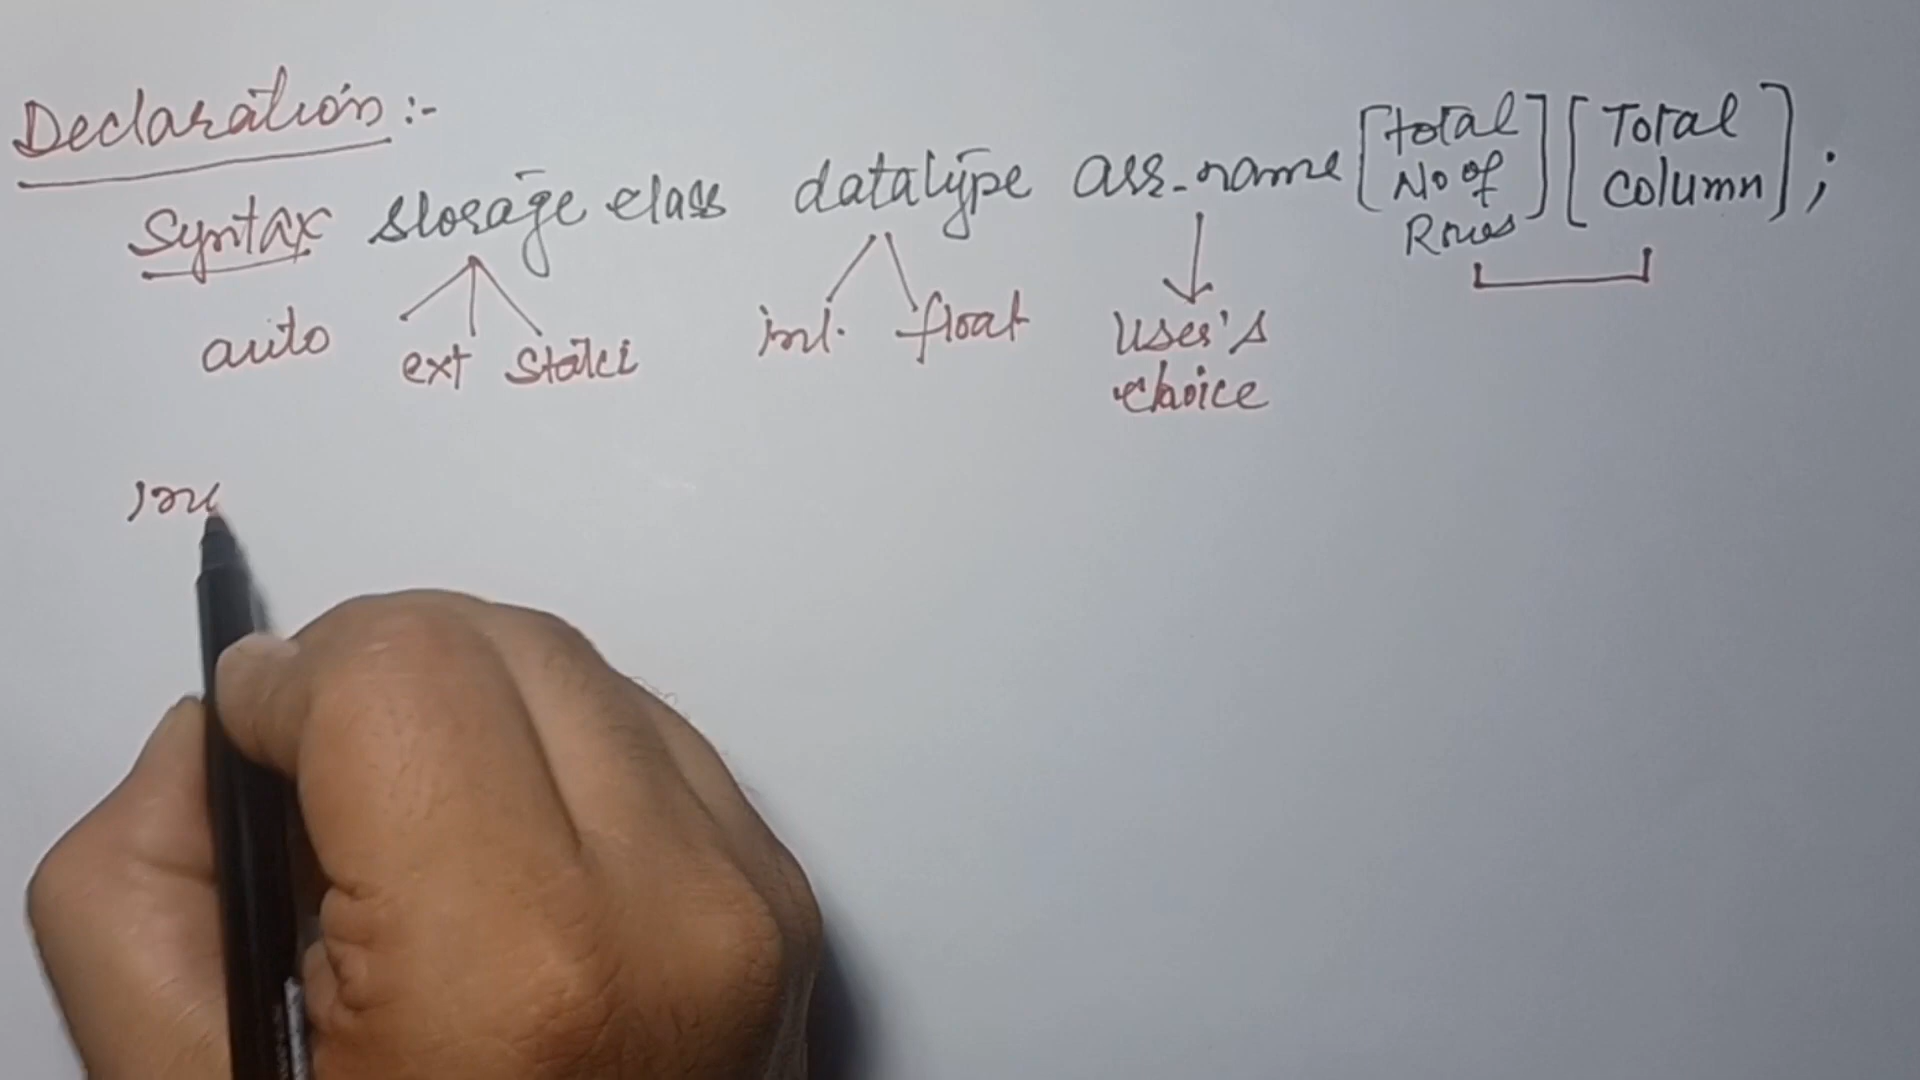 Declaration :-
Syntax storage class datatype arr_name [Total No of Rows] [Total Column];
auto ext static int. float User's choice
int